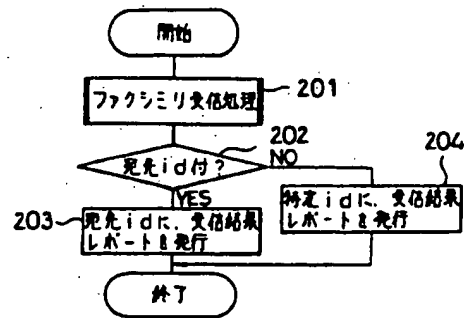 開始
ファクシミリ受信処理
201
202
宛先id付?
NO
204
YES
203
宛先idに、受信結果
レポートを発行
特定idに、受信結果
レポートを発行
終了